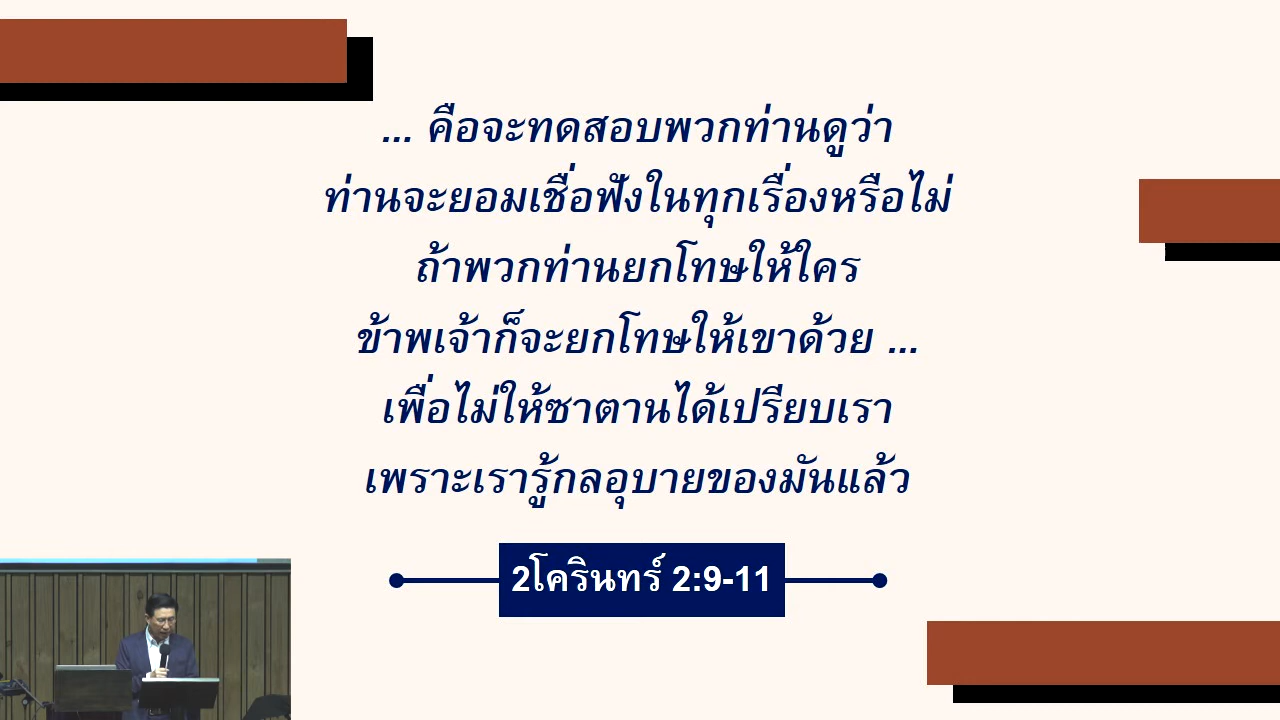 ... คือจะทดสอบพวกท่านดูว่า
ท่านจะยอมเชื่อฟังในทุกเรื่องหรือไม่
ถ้าพวกท่านยกโทษให้ใคร
ข้าพเจ้าก็จะยกโทษให้เขาด้วย ...
เพื่อไม่ให้ซาตานได้เปรียบเรา
เพราะเรารู้กลอุบายของมันแล้ว
2โครินทร์ 2:9-11